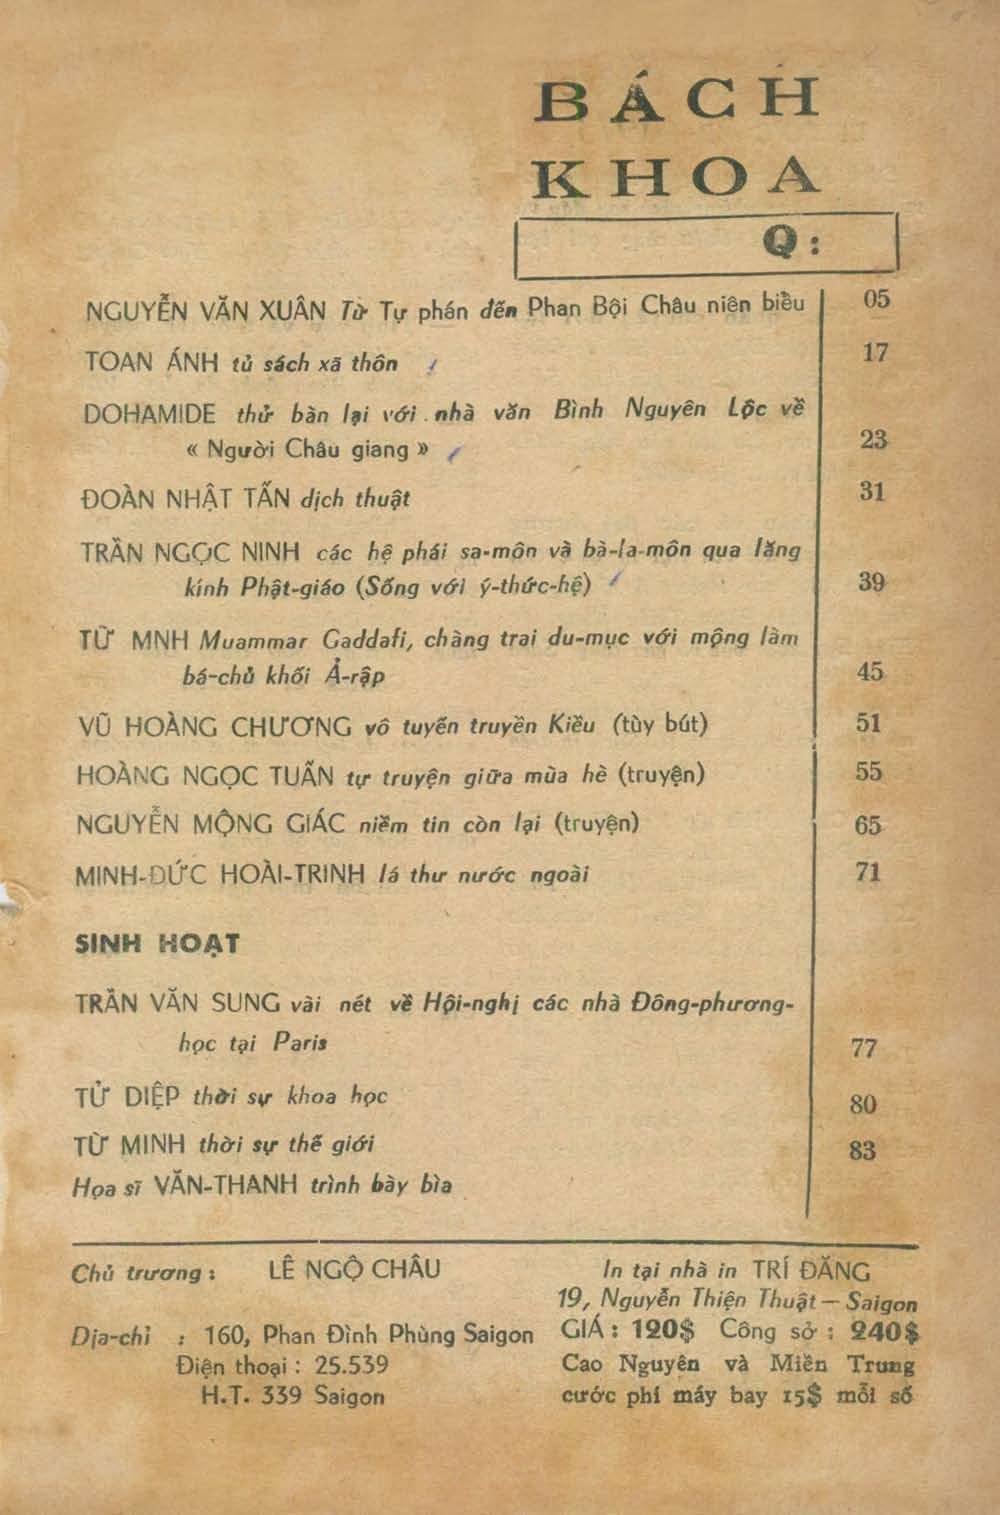 BÁCH
KHOA
Q:
NGUYỄN VĂN XUÂN Từ Tự phán đến Phan Bội Châu niên biểu 05
TOAN ÁNH tủ sách xã thôn 17
DOHAMIDE thử bàn lại với nhà văn Bình Nguyên Lộc về
« Người Châu giang » 23
ĐOÀN NHẬT TẤN dịch thuật 31
TRẦN NGỌC NINH các hệ phái sa-môn và bà-la-môn qua lăng
kính Phật-giáo (Sống với ý-thức-hệ) 39
TỪ MNH Muammar Gaddafi, chàng trai du-mục với mộng làm
bá-chủ khối Ả-rập 45
VŨ HOÀNG CHƯƠNG vô tuyến truyền Kiều (tùy bút) 51
HOÀNG NGỌC TUẤN tự truyện giữa mùa hè (truyện) 55
NGUYỄN MỘNG GIÁC niềm tin còn lại (truyện) 65
MINH-ĐỨC HOÀI-TRINH lá thư nước ngoài 71
SINH HOẠT
TRẦN VĂN SUNG vài nét về Hội-nghị các nhà Đông-phương-
học tại Paris 77
TỬ DIỆP thời sự khoa học 80
TỪ MINH thời sự thế giới 83
Họa sĩ VĂN-THANH trình bày bìa
Chủ trương : LÊ NGỘ CHÂU
Địa-chỉ : 160, Phan Đình Phùng Saigon
Điện thoại : 25.539
H.T. 339 Saigon
In tại nhà in TRÍ ĐĂNG
19, Nguyễn Thiện Thuật — Saigon
GIÁ : 120$ Công sở : 240$
Cao Nguyên và Miền Trung
cước phí máy bay 15$ mỗi số